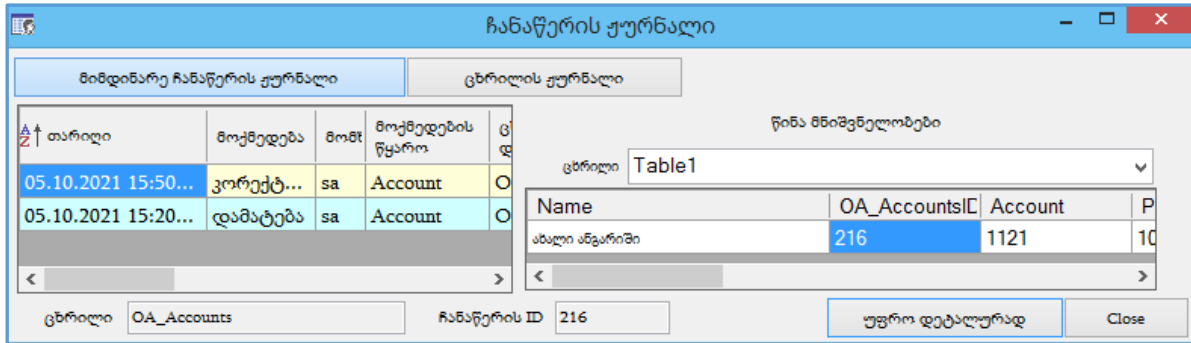 ჩანაწერის ჟურნალი
მიმდინარე ჩანაწერის ჟურნალი ცხრილის ჟურნალი
თარიღი მოქმედება მომხ მოქმედების წყარო
05.10.2021 15:50... კორექტ... sa Account O
05.10.2021 15:20... დამატება sa Account O
წინა მნიშვნელობები
ცხრილი Table1
Name OA_AccountsID Account P
ახალი ანგარიში 216 1121 10
ცხრილი OA_Accounts ჩანაწერის ID 216 უფრო დეტალურად Close